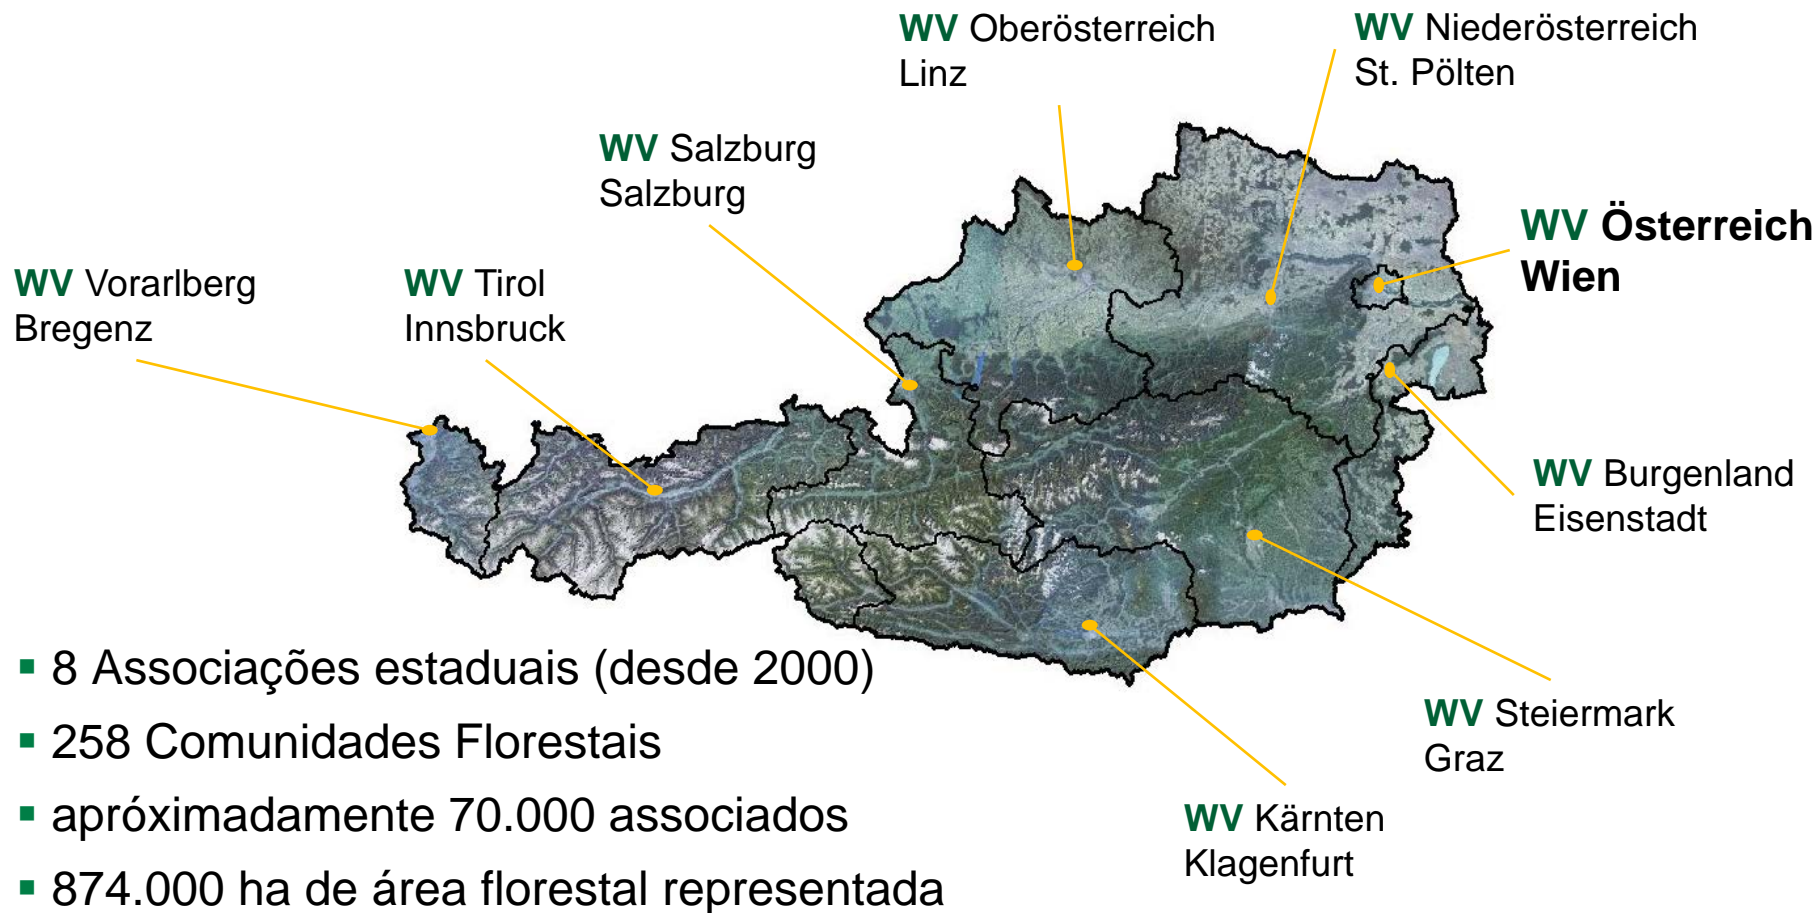 WV Oberösterreich
Linz
WV Niederösterreich
St. Pölten
WV Salzburg
Salzburg
WV Österreich
Wien
WV Vorarlberg
Bregenz
WV Tirol
Innsbruck
WV Burgenland
Eisenstadt
WV Steiermark
Graz
WV Kärnten
Klagenfurt
▪ 8 Associações estaduais (desde 2000)
▪ 258 Comunidades Florestais
▪ apróximadamente 70.000 associados
▪ 874.000 ha de área florestal representada